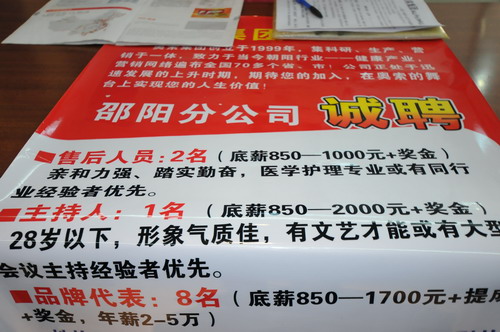 集团
奥索集团创立于1999年，集科研、生产、营
销于一体，致力于当今朝阳行业——健康产业，
营销网络遍布全国70多个省、市，公司正处于迅
速发展的上升时期，期待您的加入，在奥索的舞
台上实现您的人生价值！
邵阳分公司 诚聘
■售后人员：2名（底薪850—1000元+奖金）
亲和力强、踏实勤奋，医学护理专业或有同行
业经验者优先。
■主持人：1名（底薪850—2000元+奖金）
28岁以下，形象气质佳，有文艺才能或有大型
会议主持经验者优先。
■品牌代表：8名（底薪850—1700元+提成
+奖金，年薪2-5万）